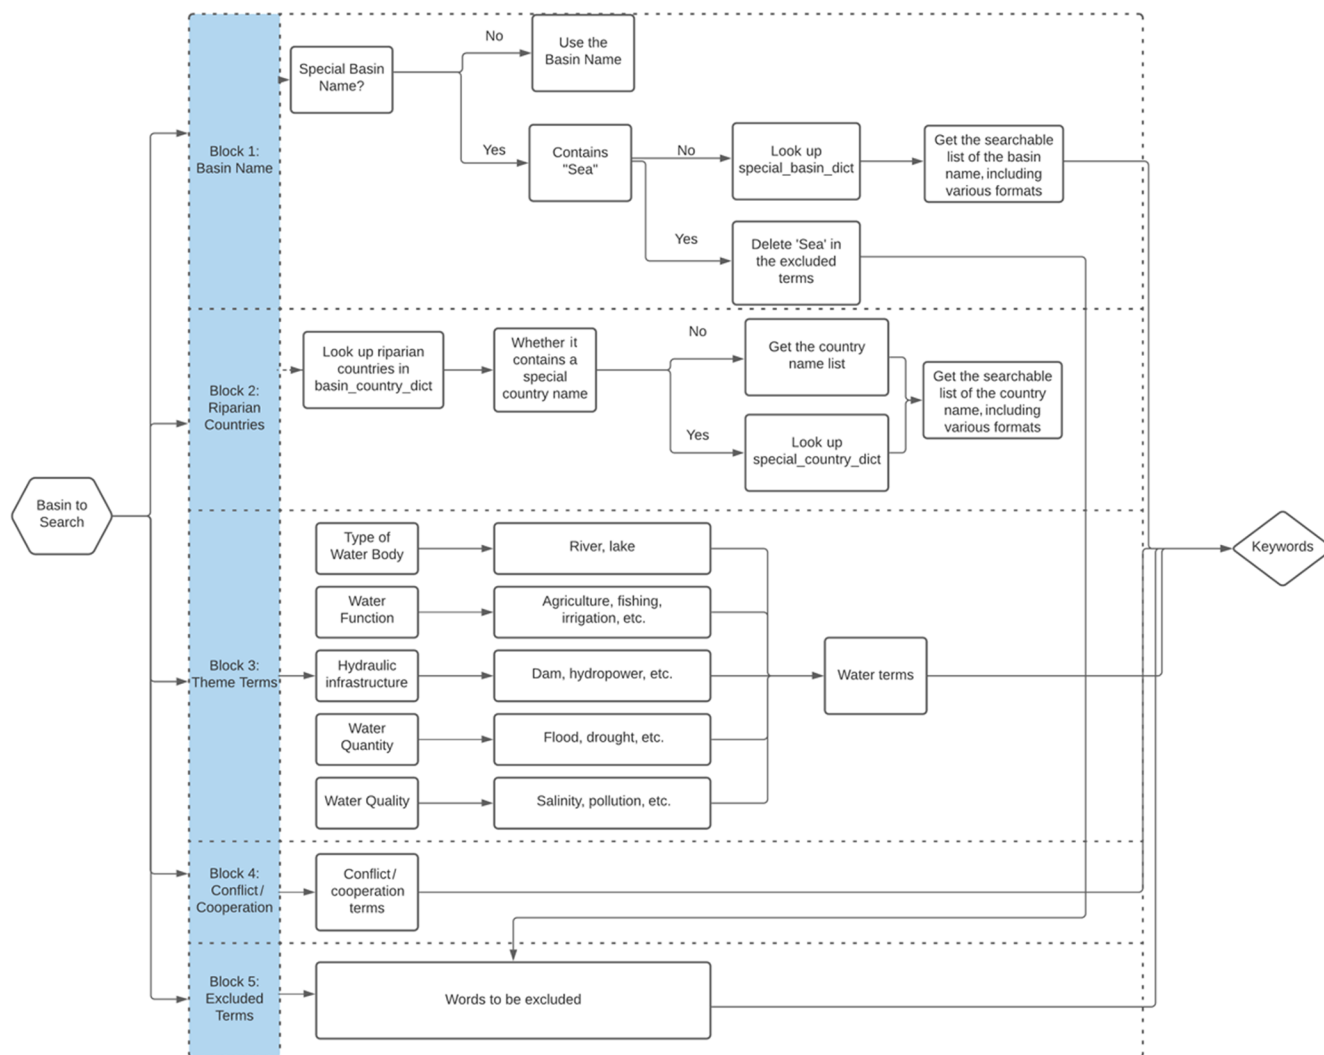 Basin to
Search
Block 1:
Basin Name
Special Basin
Name?
No
Use the
Basin Name
Yes
Contains
"Sea"
No
Look up
special_basin_dict
Get the searchable
list of the basin
name, including
various formats
Yes
Delete 'Sea' in
the excluded
terms
Block 2:
Riparian
Countries
Look up riparian
countries in
basin_country_dict
Whether it
contains a
special
country name
No
Get the country
name list
Yes
Look up
special_country_dict
Get the searchable
list of the country
name, including
various formats
Block 3:
Theme Terms
Type of
Water Body
River, lake
Water
Function
Agriculture, fishing,
irrigation, etc.
Hydraulic
infrastructure
Dam, hydropower, etc.
Water
Quantity
Flood, drought, etc.
Water Quality
Salinity, pollution, etc.
Water terms
Keywords
Block 4:
Conflict/
Cooperation
Conflict/
cooperation
terms
Block 5:
Excluded
Terms
Words to be excluded